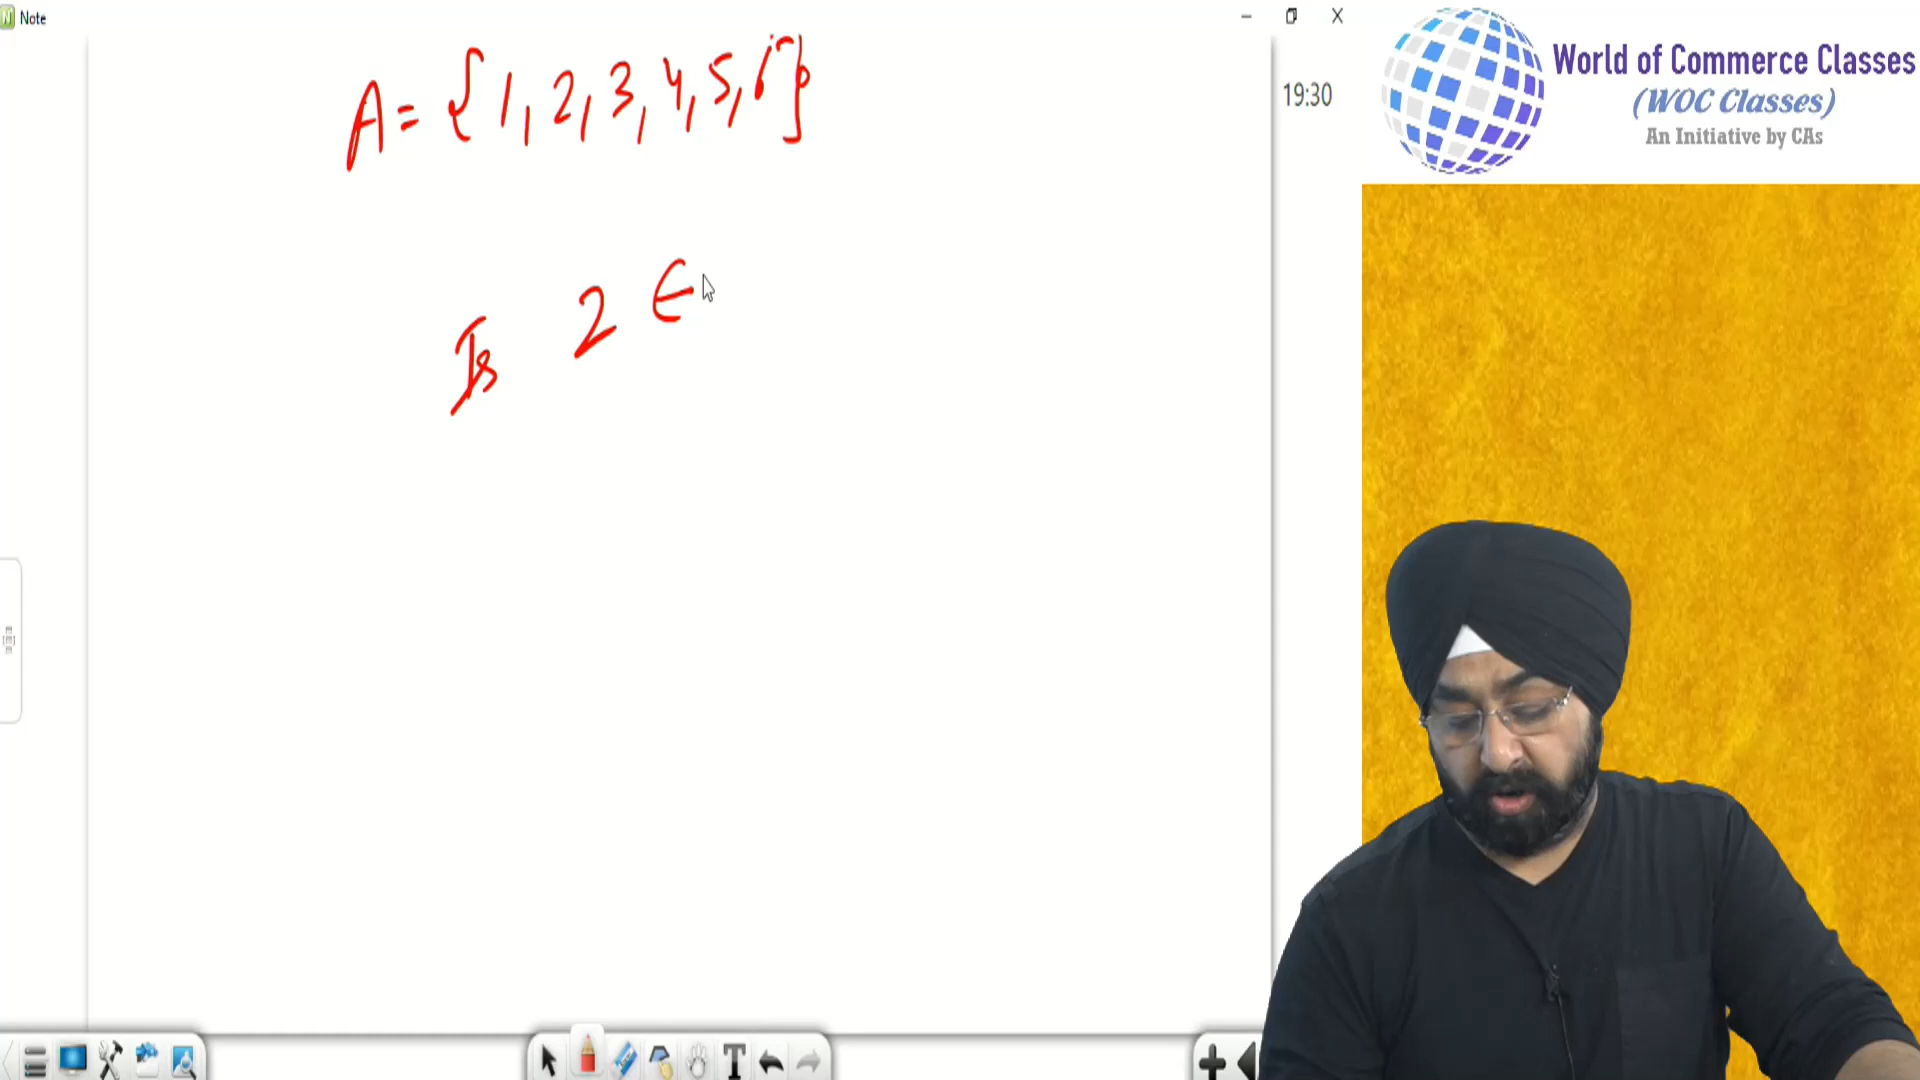 Note
World of Commerce Classes
(WOC Classes)
An Initiative by CAs
19:30
A = {1, 2, 3, 4, 5, 6}
Is 2 ∈
T